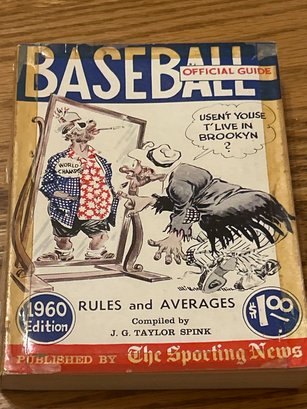 BASEBALL
OFFICIAL GUIDE
USEN'T YOUSE
T'LIVE IN
BROOKYN
?
WORLD
CHAMPS
1960
Edition
RULES and AVERAGES
Compiled by
J. G. TAYLOR SPINK
$1.00
PUBLISHED BY The Sporting News